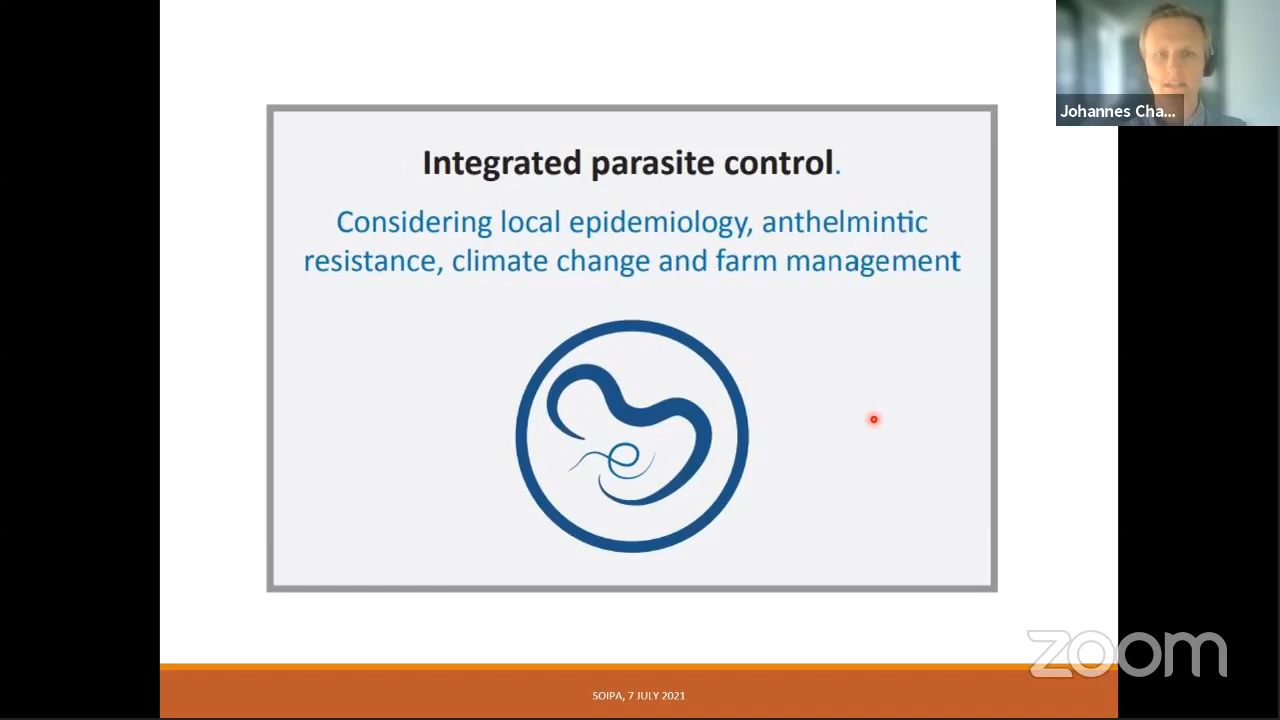 Johannes Cha...
Integrated parasite control.
Considering local epidemiology, anthelmintic
resistance, climate change and farm management
zoom
SOIPA, 7 JULY 2021